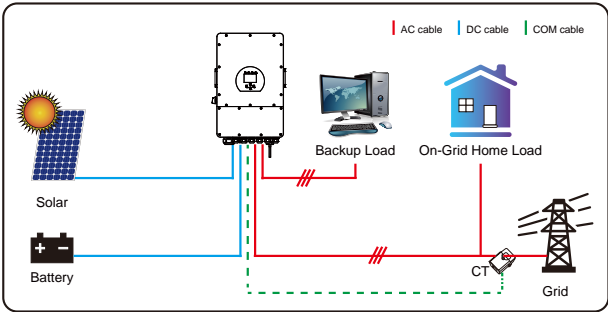 AC cable DC cable COM cable
Backup Load
On-Grid Home Load
Solar
Battery
CT
Grid